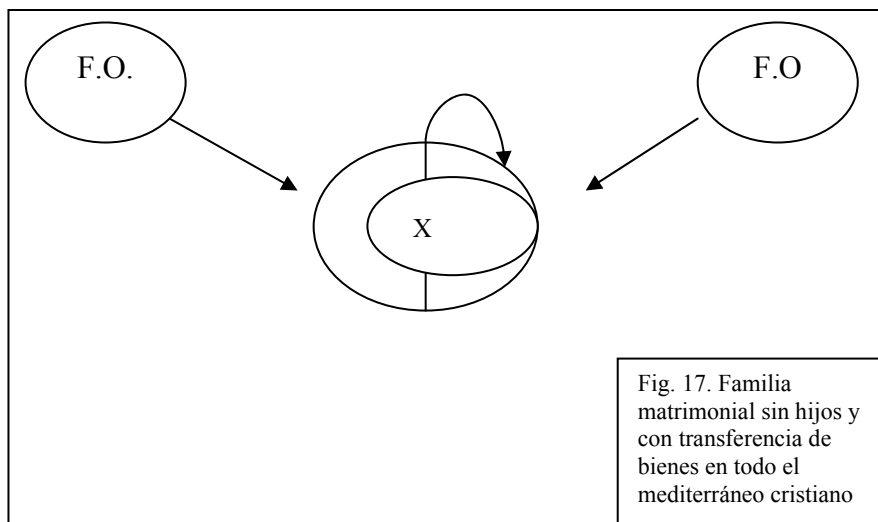 F.O.
F.O
X
Fig. 17. Familia
matrimonial sin hijos y
con transferencia de
bienes en todo el
mediterráneo cristiano